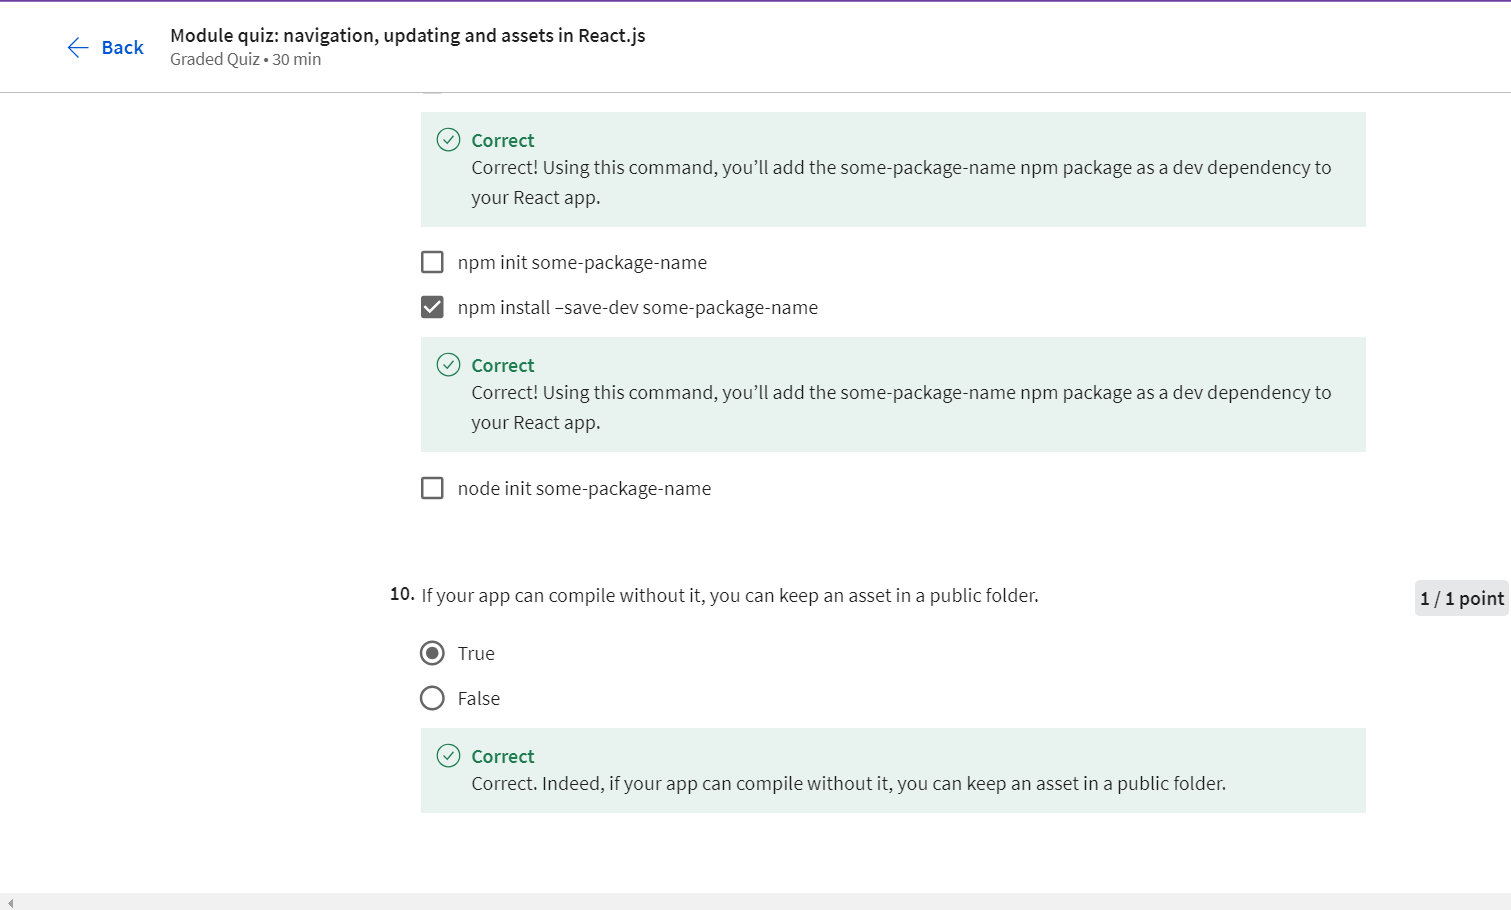 Back
Module quiz: navigation, updating and assets in React.js
Graded Quiz • 30 min
Correct
Correct! Using this command, you’ll add the some-package-name npm package as a dev dependency to
your React app.
npm init some-package-name
npm install –save-dev some-package-name
Correct
Correct! Using this command, you’ll add the some-package-name npm package as a dev dependency to
your React app.
node init some-package-name
10. If your app can compile without it, you can keep an asset in a public folder.
1 / 1 point
True
False
Correct
Correct. Indeed, if your app can compile without it, you can keep an asset in a public folder.